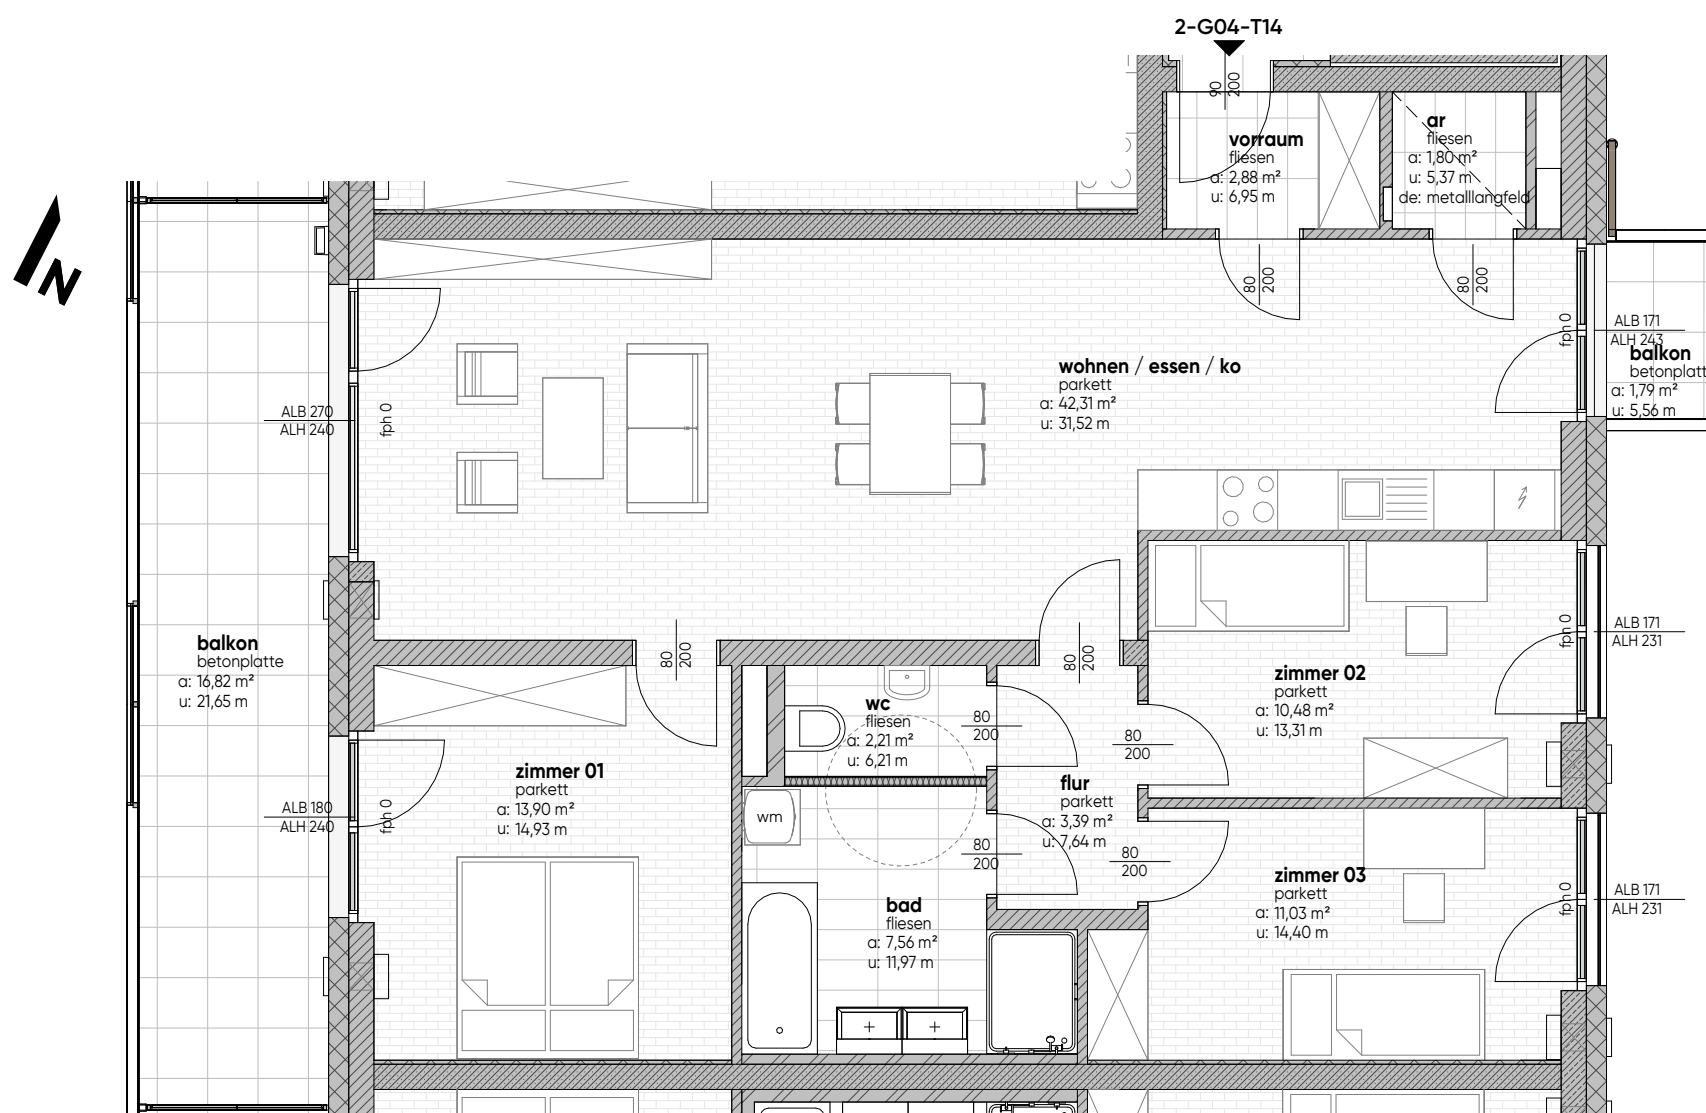 2-G04-T14
90
200
vorraum
fliesen
a: 2,88 m²
u: 6,95 m
ar
fliesen
a: 1,80 m²
u: 5,37 m
de: metalllangfeld
N
80
200
80
200
fph 0
ALB 171
ALH 243
balkon
betonplatt
a: 1,79 m²
u: 5,56 m
wohnen / essen / ko
parkett
a: 42,31 m²
u: 31,52 m
ALB 270
ALH 240
fph 0
balkon
betonplatte
a: 16,82 m²
u: 21,65 m
80
200
80
200
zimmer 02
parkett
a: 10,48 m²
u: 13,31 m
fph 0
ALB 171
ALH 231
wc
fliesen
a: 2,21 m²
u: 6,21 m
80
200
80
200
zimmer 01
parkett
a: 13,90 m²
u: 14,93 m
ALB 180
ALH 240
fph 0
flur
parkett
a: 3,39 m²
u: 7,64 m
wm
80
200
80
200
zimmer 03
parkett
a: 11,03 m²
u: 14,40 m
fph 0
ALB 171
ALH 231
bad
fliesen
a: 7,56 m²
u: 11,97 m